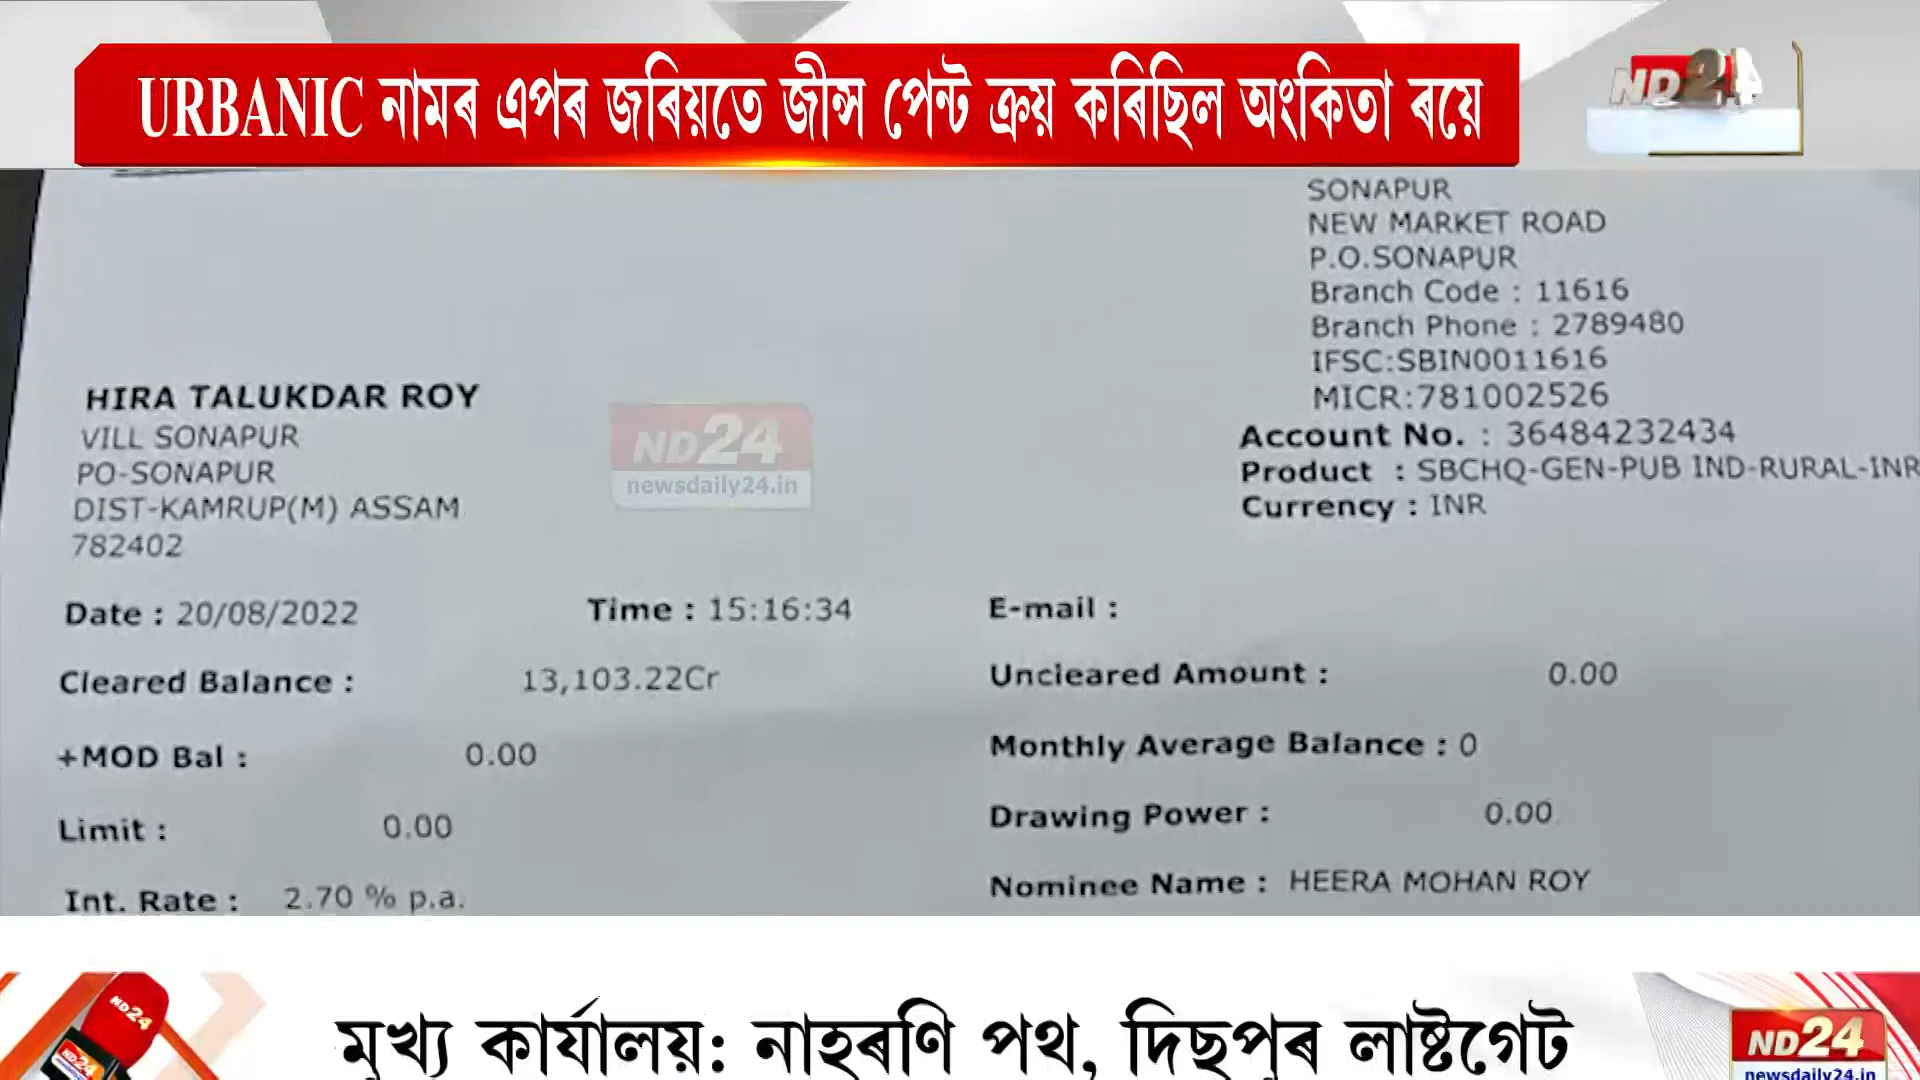 URBANIC নামৰ এপৰ জৰিয়তে জীন্স পেন্ট ক্ৰয় কৰিছিল অংকিতা ৰয়ে
ND24
SONAPUR
NEW MARKET ROAD
P.O.SONAPUR
Branch Code : 11616
Branch Phone : 2789480
IFSC:SBIN0011616
MICR:781002526
Account No. : 36484232434
Product : SBCHQ-GEN-PUB IND-RURAL-INR
Currency : INR
HIRA TALUKDAR ROY
VILL SONAPUR
PO-SONAPUR
DIST-KAMRUP(M) ASSAM
782402
ND24
newsdaily24.in
Date : 20/08/2022 Time : 15:16:34 E-mail :
Cleared Balance : 13,103.22Cr Uncleared Amount : 0.00
+MOD Bal : 0.00 Monthly Average Balance : 0
Limit : 0.00 Drawing Power : 0.00
Int. Rate : 2.70 % p.a. Nominee Name : HEERA MOHAN ROY
ND24
ND24
মুখ্য কাৰ্যালয়: নাহৰণি পথ, দিছপুৰ লাষ্টগেট
ND24
newsdaily24.in